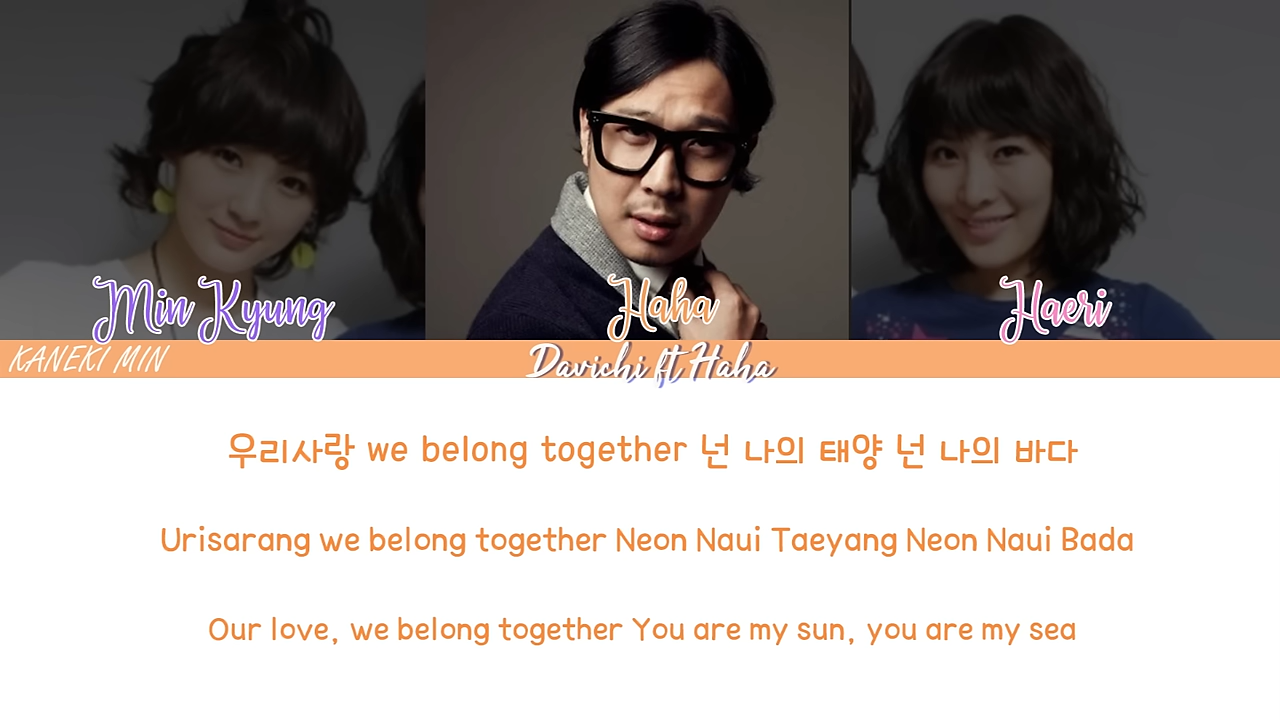 Min Kyung
Haha
Haeri
KANEKI MIN
Davichi ft Haha
우리사랑 we belong together 넌 나의 태양 넌 나의 바다
Urisarang we belong together Neon Naui Taeyang Neon Naui Bada
Our love, we belong together You are my sun, you are my sea